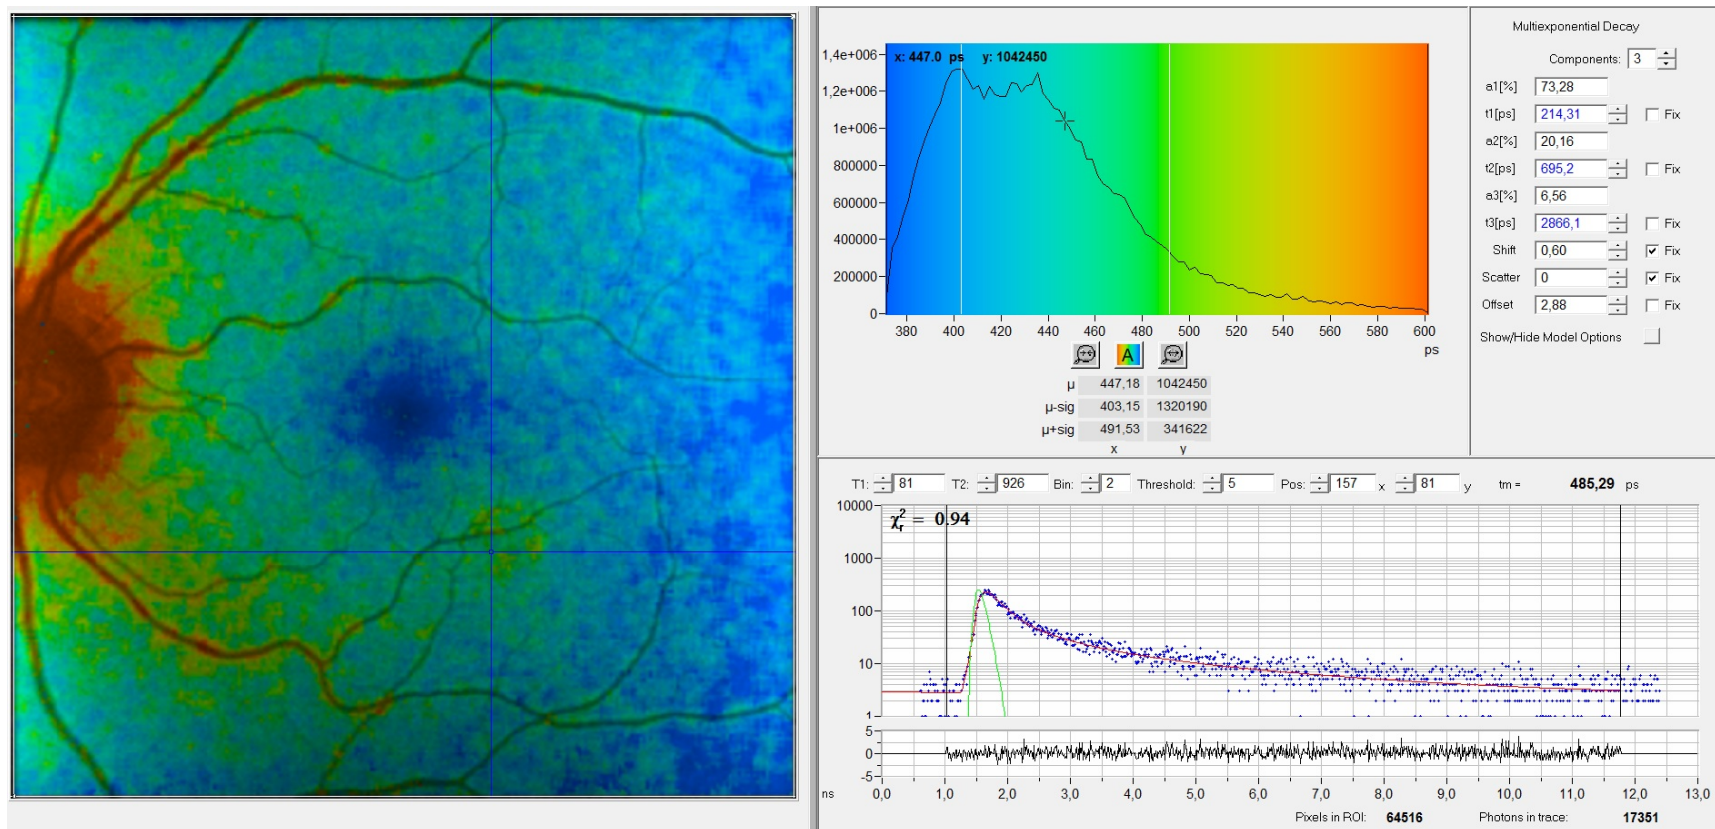 x: 447.0 ps y: 1042450
1,4e+006
1,2e+006
1e+006
800000
600000
400000
200000
0
380 400 420 440 460 480 500 520 540 560 580 600
ps
A
μ 447,18 1042450
μ-sig 403,15 1320190
μ+sig 491,53 341622
x y
Multiexponential Decay
Components: 3
a1[%] 73,28
t1[ps] 214,31 Fix
a2[%] 20,16
t2[ps] 695,2 Fix
a3[%] 6,56
t3[ps] 2866,1 Fix
Shift 0,60 Fix
Scatter 0 Fix
Offset 2,88 Fix
Show/Hide Model Options
T1: 81 T2: 926 Bin: 2 Threshold: 5 Pos: 157 x 81 y tm = 485,29 ps
χr² = 0.94
10000
1000
100
10
1
5
0
-5
ns 0,0 1,0 2,0 3,0 4,0 5,0 6,0 7,0 8,0 9,0 10,0 11,0 12,0 13,0
Pixels in ROI: 64516 Photons in trace: 17351